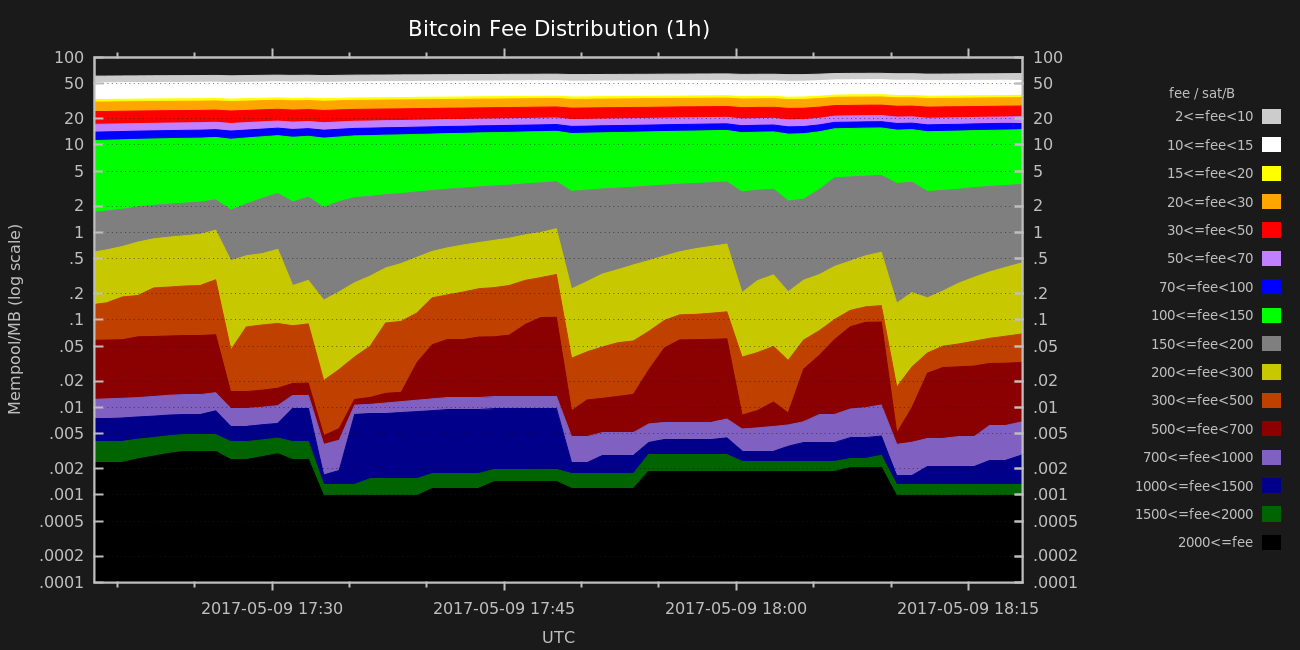 Bitcoin Fee Distribution (1h)
100
50
20
10
5
2
1
.5
.2
.1
.05
.02
.01
.005
.002
.001
.0005
.0002
.0001
Mempool/MB (log scale)
100
50
20
10
5
2
1
.5
.2
.1
.05
.02
.01
.005
.002
.001
.0005
.0002
.0001
2017-05-09 17:30
2017-05-09 17:45
2017-05-09 18:00
2017-05-09 18:15
UTC
fee / sat/B
2<=fee<10
10<=fee<15
15<=fee<20
20<=fee<30
30<=fee<50
50<=fee<70
70<=fee<100
100<=fee<150
150<=fee<200
200<=fee<300
300<=fee<500
500<=fee<700
700<=fee<1000
1000<=fee<1500
1500<=fee<2000
2000<=fee